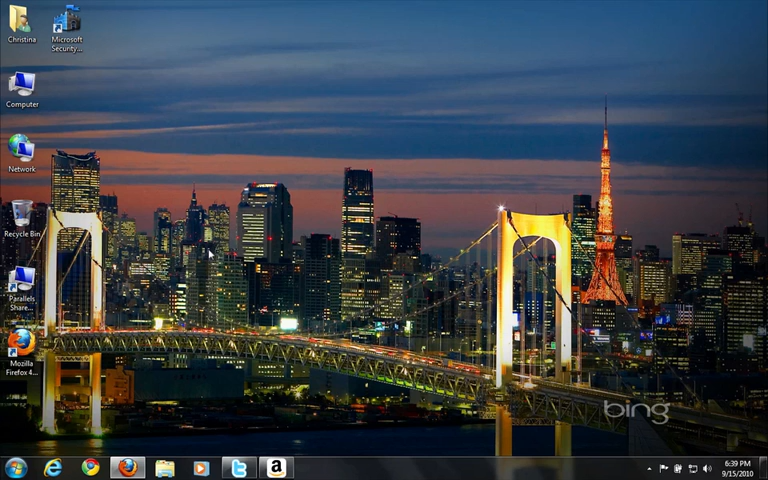 Christina
Microsoft
Security...
Computer
Network
Recycle Bin
Parallels
Share...
Mozilla
Firefox 4...
bing
a
6:39 PM
9/15/2010